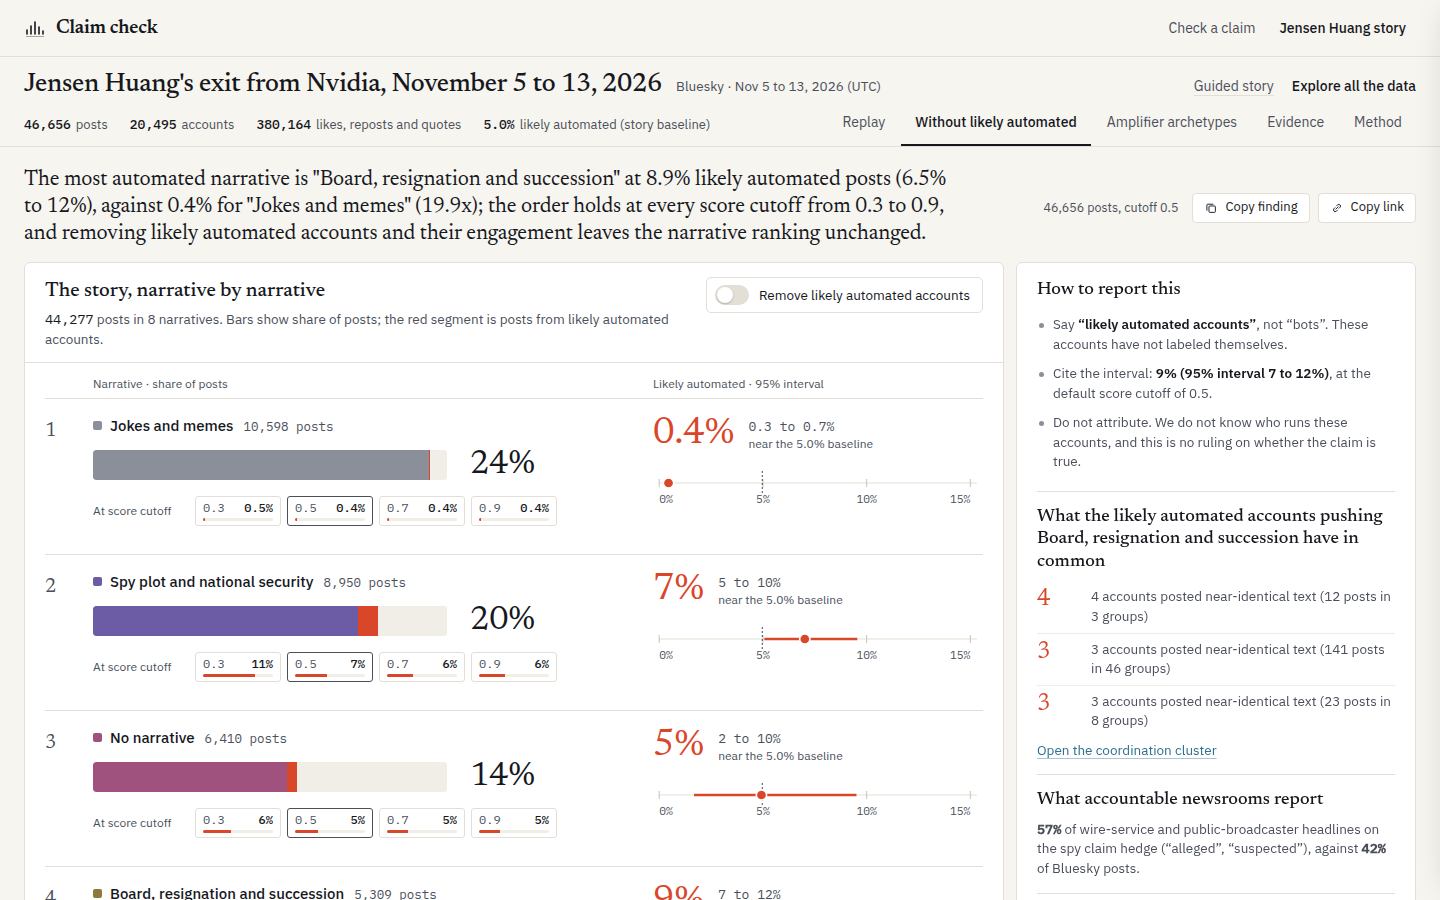 Claim check
Check a claim
Jensen Huang story
Jensen Huang's exit from Nvidia, November 5 to 13, 2026
Bluesky · Nov 5 to 13, 2026 (UTC)
Guided story
Explore all the data
46,656 posts
20,495 accounts
380,164 likes, reposts and quotes
5.0% likely automated (story baseline)
Replay
Without likely automated
Amplifier archetypes
Evidence
Method
The most automated narrative is "Board, resignation and succession" at 8.9% likely automated posts (6.5%
to 12%), against 0.4% for "Jokes and memes" (19.9x); the order holds at every score cutoff from 0.3 to 0.9,
and removing likely automated accounts and their engagement leaves the narrative ranking unchanged.
46,656 posts, cutoff 0.5
Copy finding
Copy link
The story, narrative by narrative
44,277 posts in 8 narratives. Bars show share of posts; the red segment is posts from likely automated
accounts.
Remove likely automated accounts
Narrative · share of posts
Likely automated · 95% interval
1
Jokes and memes 10,598 posts
24%
At score cutoff
0.3 0.5%
0.5 0.4%
0.7 0.4%
0.9 0.4%
0.4%
0.3 to 0.7%
near the 5.0% baseline
0% 5% 10% 15%
2
Spy plot and national security 8,950 posts
20%
At score cutoff
0.3 11%
0.5 7%
0.7 6%
0.9 6%
7%
5 to 10%
near the 5.0% baseline
0% 5% 10% 15%
3
No narrative 6,410 posts
14%
At score cutoff
0.3 6%
0.5 5%
0.7 5%
0.9 5%
5%
2 to 10%
near the 5.0% baseline
0% 5% 10% 15%
4
Board, resignation and succession 5,309 posts
9%
7 to 12%
How to report this
Say “likely automated accounts”, not “bots”. These
accounts have not labeled themselves.
Cite the interval: 9% (95% interval 7 to 12%), at the
default score cutoff of 0.5.
Do not attribute. We do not know who runs these
accounts, and this is no ruling on whether the claim is
true.
What the likely automated accounts pushing
Board, resignation and succession have in
common
4
4 accounts posted near-identical text (12 posts in
3 groups)
3
3 accounts posted near-identical text (141 posts
in 46 groups)
3
3 accounts posted near-identical text (23 posts in
8 groups)
Open the coordination cluster
What accountable newsrooms report
57% of wire-service and public-broadcaster headlines on
the spy claim hedge (“alleged”, “suspected”), against 42%
of Bluesky posts.